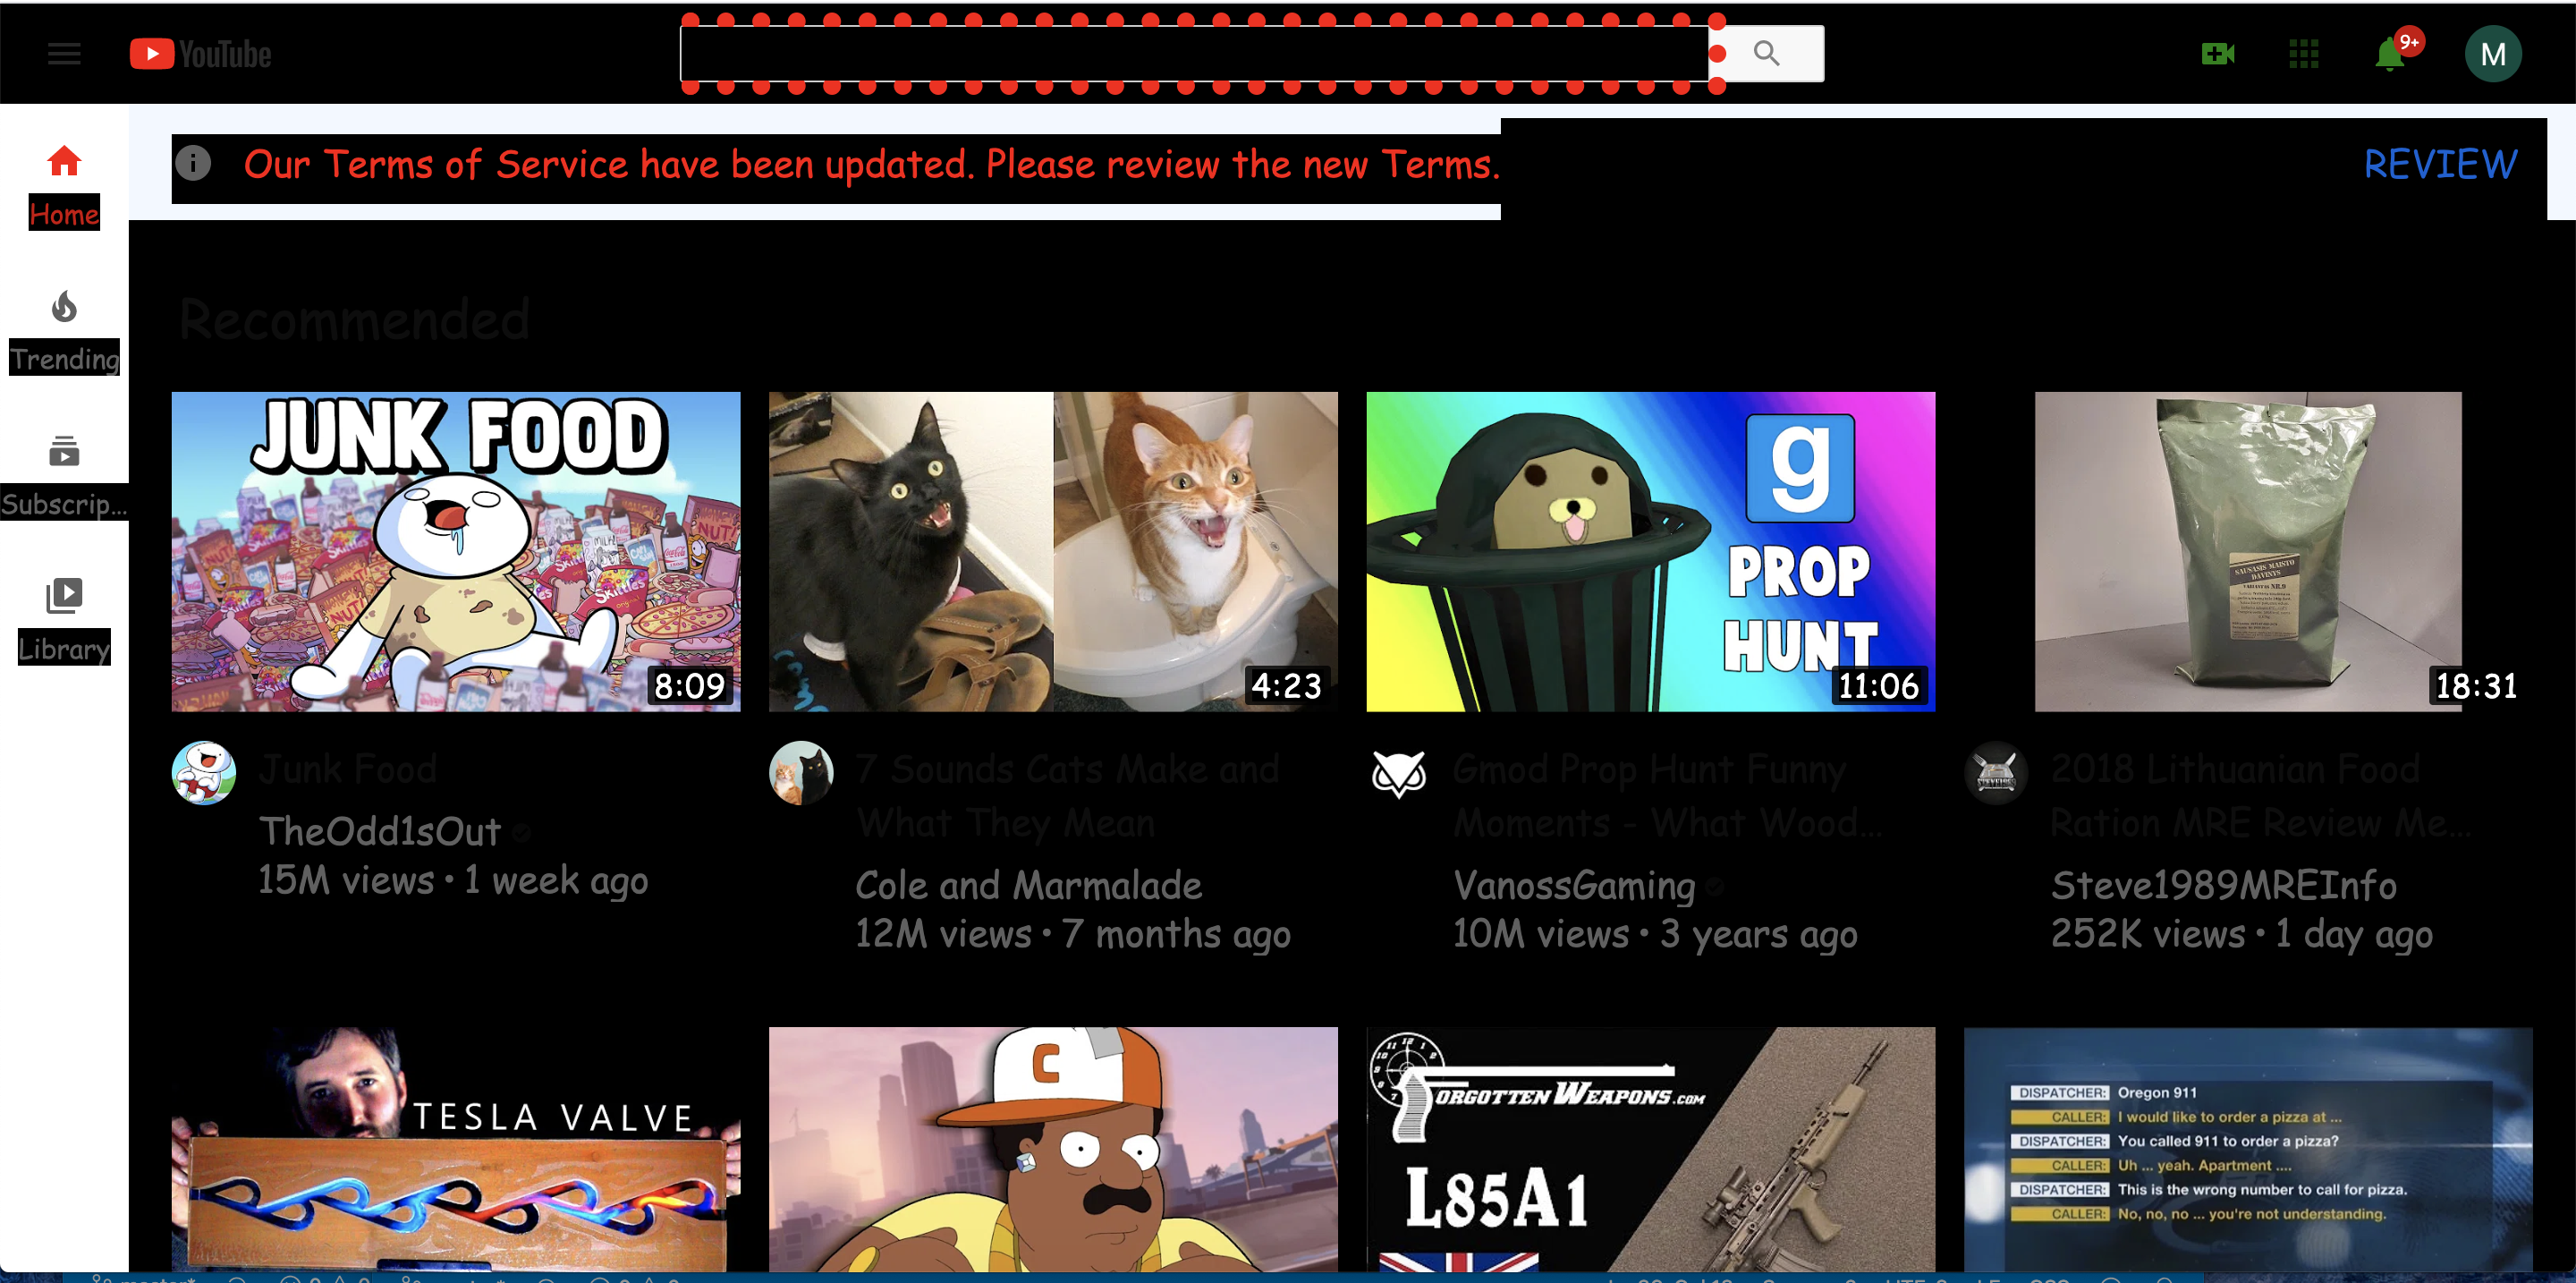 YouTube
9+
M
Our Terms of Service have been updated. Please review the new Terms.
REVIEW
Home
Trending
Subscrip...
Library
Recommended
JUNK FOOD
8:09
4:23
g
PROP
HUNT
11:06
SAUSASIS MAISTO
DAVINYS
18:31
Junk Food
TheOdd1sOut
15M views • 1 week ago
7 Sounds Cats Make and
What They Mean
Cole and Marmalade
12M views • 7 months ago
Gmod Prop Hunt Funny
Moments - What Wood...
VanossGaming
10M views • 3 years ago
2018 Lithuanian Food
Ration MRE Review Me...
Steve1989MREInfo
252K views • 1 day ago
TESLA VALVE
C
FORGOTTEN WEAPONS.COM
L85A1
DISPATCHER: Oregon 911
CALLER: I would like to order a pizza at ...
DISPATCHER: You called 911 to order a pizza?
CALLER: Uh ... yeah. Apartment ....
DISPATCHER: This is the wrong number to call for pizza.
CALLER: No, no, no ... you're not understanding.